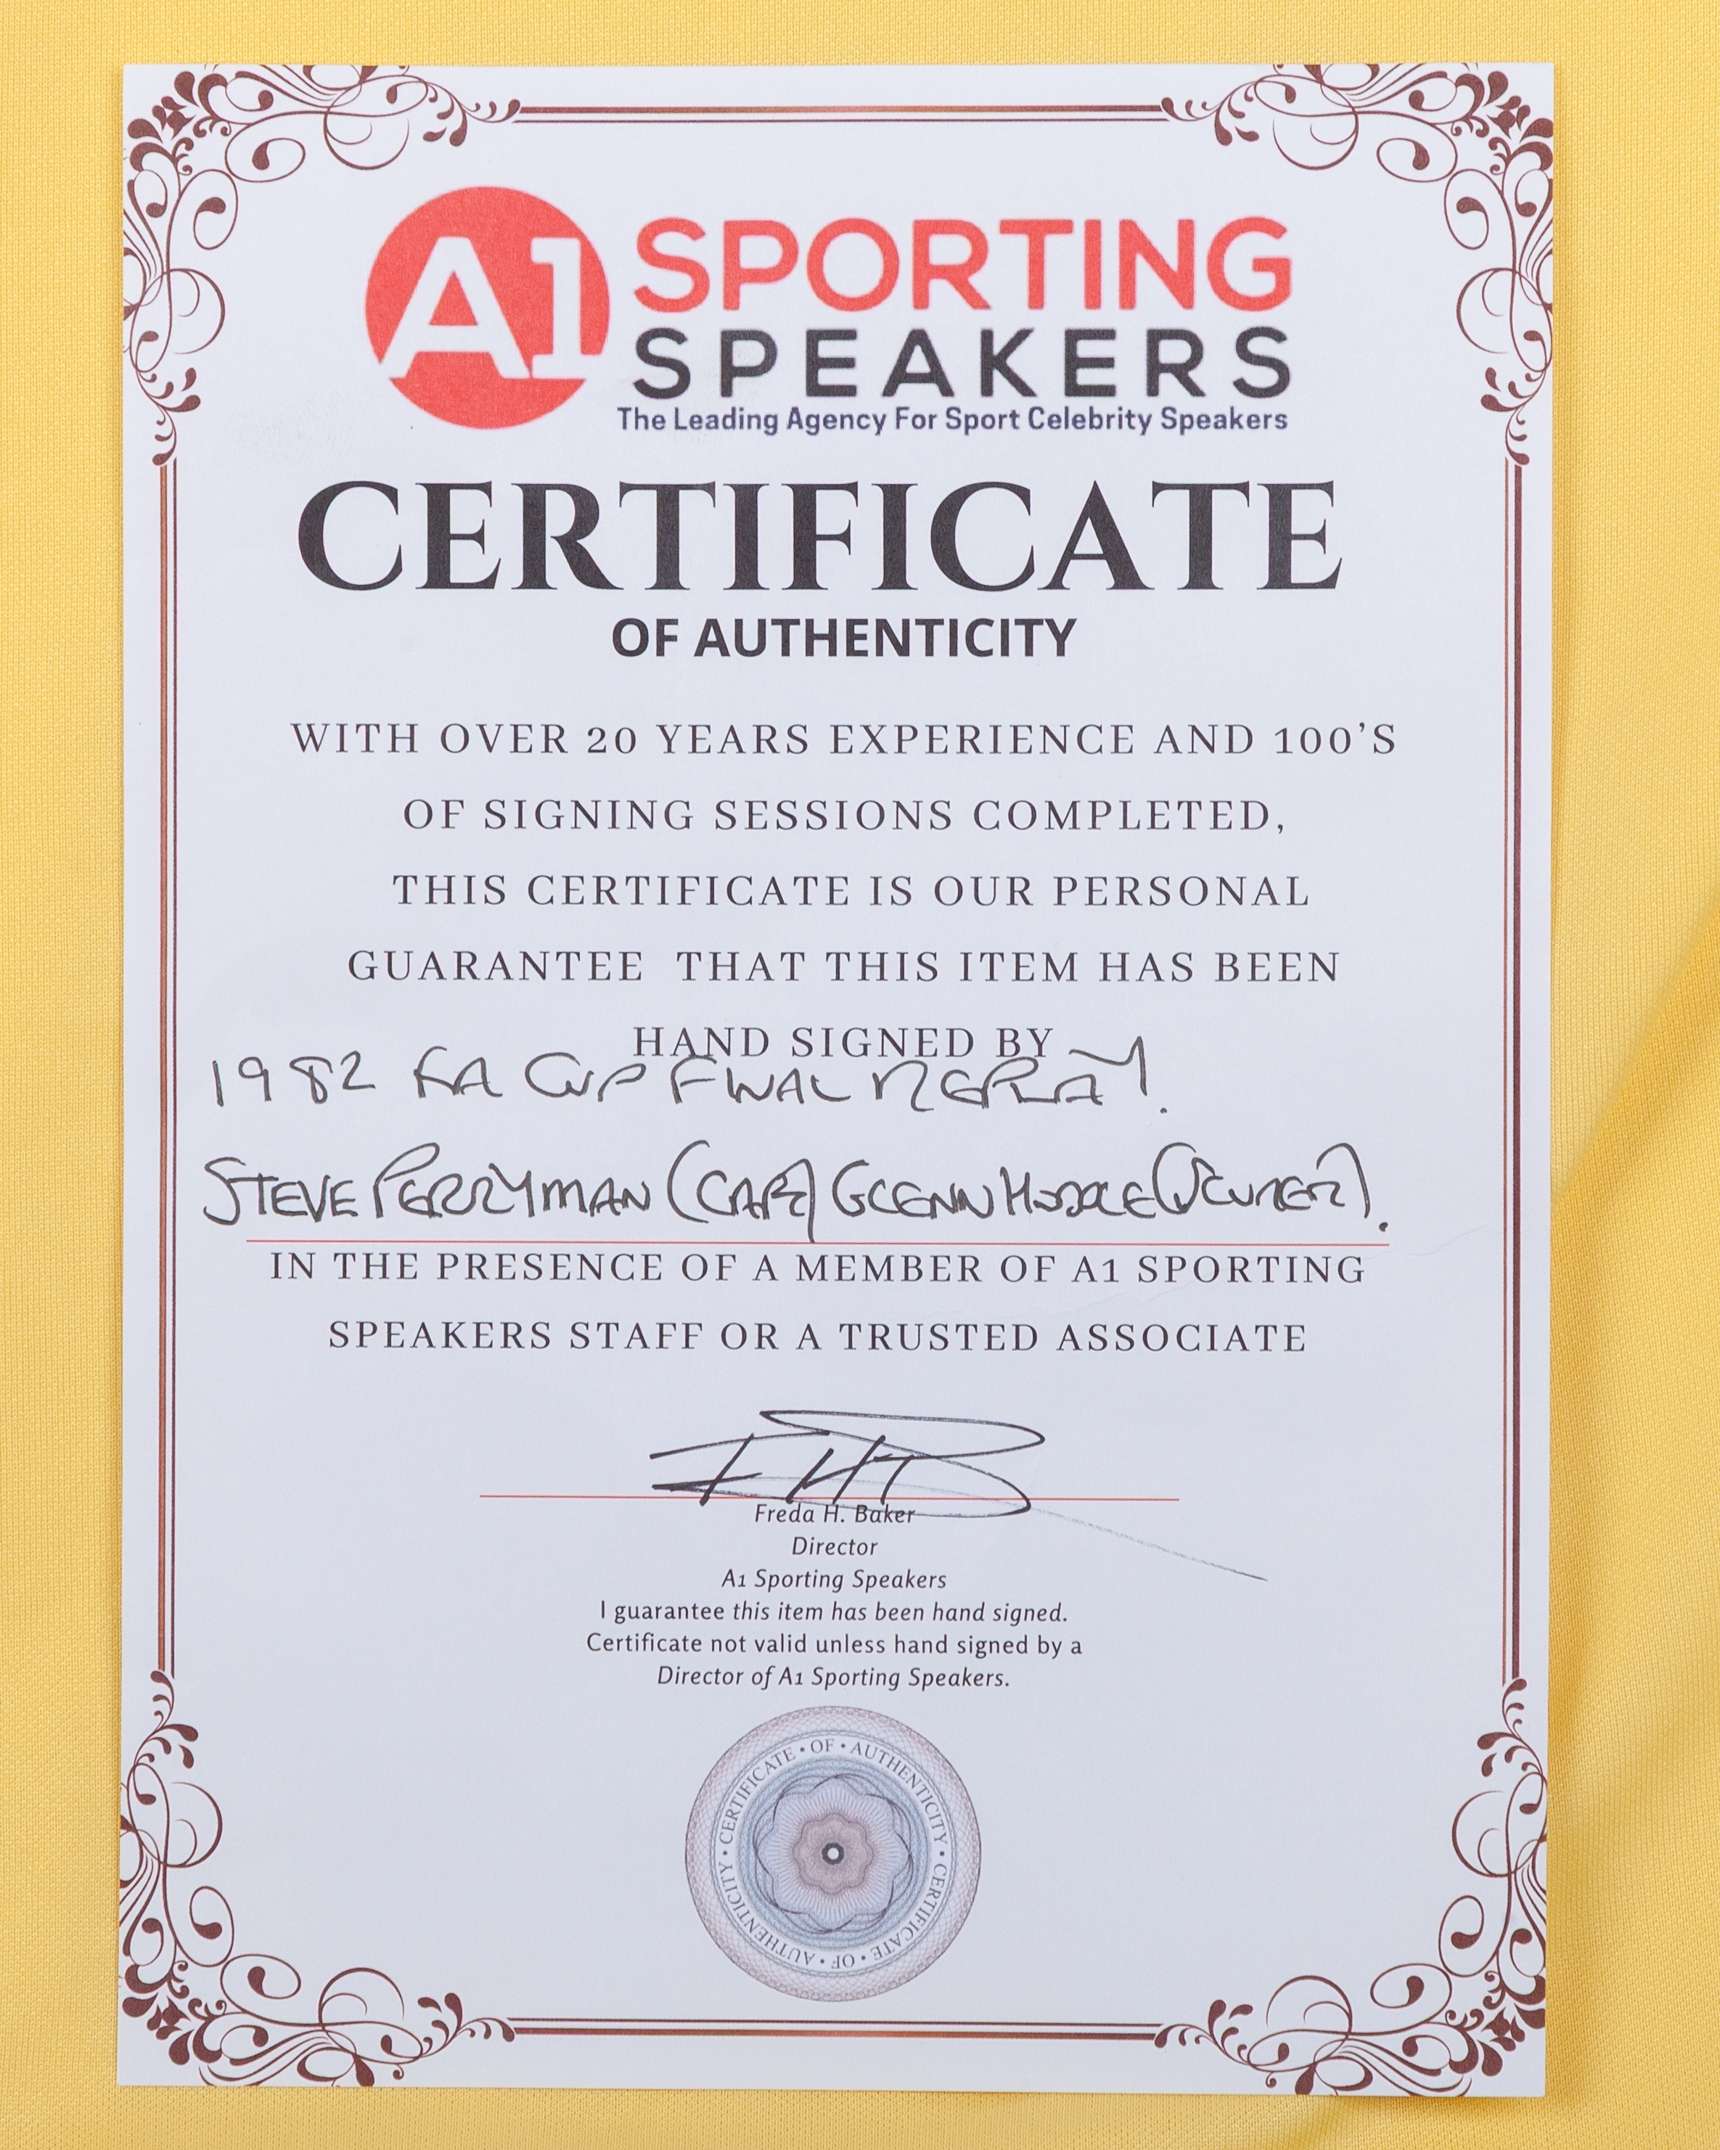 A1 SPORTING
SPEAKERS
The Leading Agency For Sport Celebrity Speakers
CERTIFICATE
OF AUTHENTICITY
WITH OVER 20 YEARS EXPERIENCE AND 100'S
OF SIGNING SESSIONS COMPLETED,
THIS CERTIFICATE IS OUR PERSONAL
GUARANTEE THAT THIS ITEM HAS BEEN
HAND SIGNED BY
1982 FA CUP FINAL REPLAY.
STEVE PERRYMAN (CAPT) GLENN HODDLE (SCORER).
IN THE PRESENCE OF A MEMBER OF A1 SPORTING
SPEAKERS STAFF OR A TRUSTED ASSOCIATE
Freda H. Baker
Director
A1 Sporting Speakers
I guarantee this item has been hand signed.
Certificate not valid unless hand signed by a
Director of A1 Sporting Speakers.
CERTIFICATE • OF • AUTHENTICITY • CERTIFICATE • OF • AUTHENTICITY •